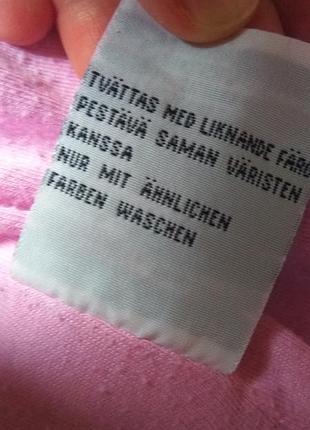 TVÄTTAS MED LIKNANDE FÄRG
PESTÄVÄ SAMAN VÄRISTEN
KANSSA
NUR MIT ÄHNLICHEN
FARBEN WASCHEN